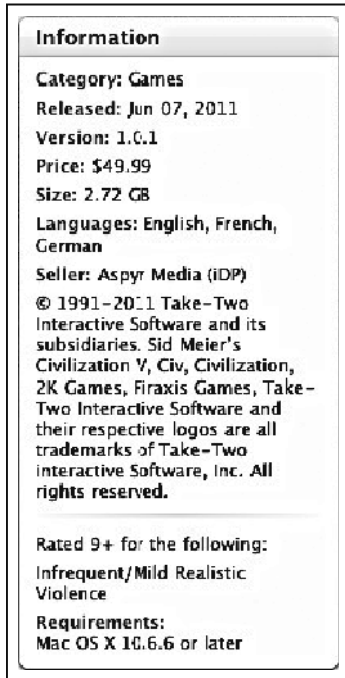 Information
Category: Games
Released: Jun 07, 2011
Version: 1.0.1
Price: $49.99
Size: 2.72 GB
Languages: English, French,
German
Seller: Aspyr Media (iDP)
© 1991-2011 Take-Two
Interactive Software and its
subsidiaries. Sid Meier's
Civilization V, Civ, Civilization,
2K Games, Firaxis Games, Take-
Two Interactive Software and
their respective logos are all
trademarks of Take-Two
interactive Software, Inc. All
rights reserved.
Rated 9+ for the following:
Infrequent/Mild Realistic
Violence
Requirements:
Mac OS X 10.6.6 or later